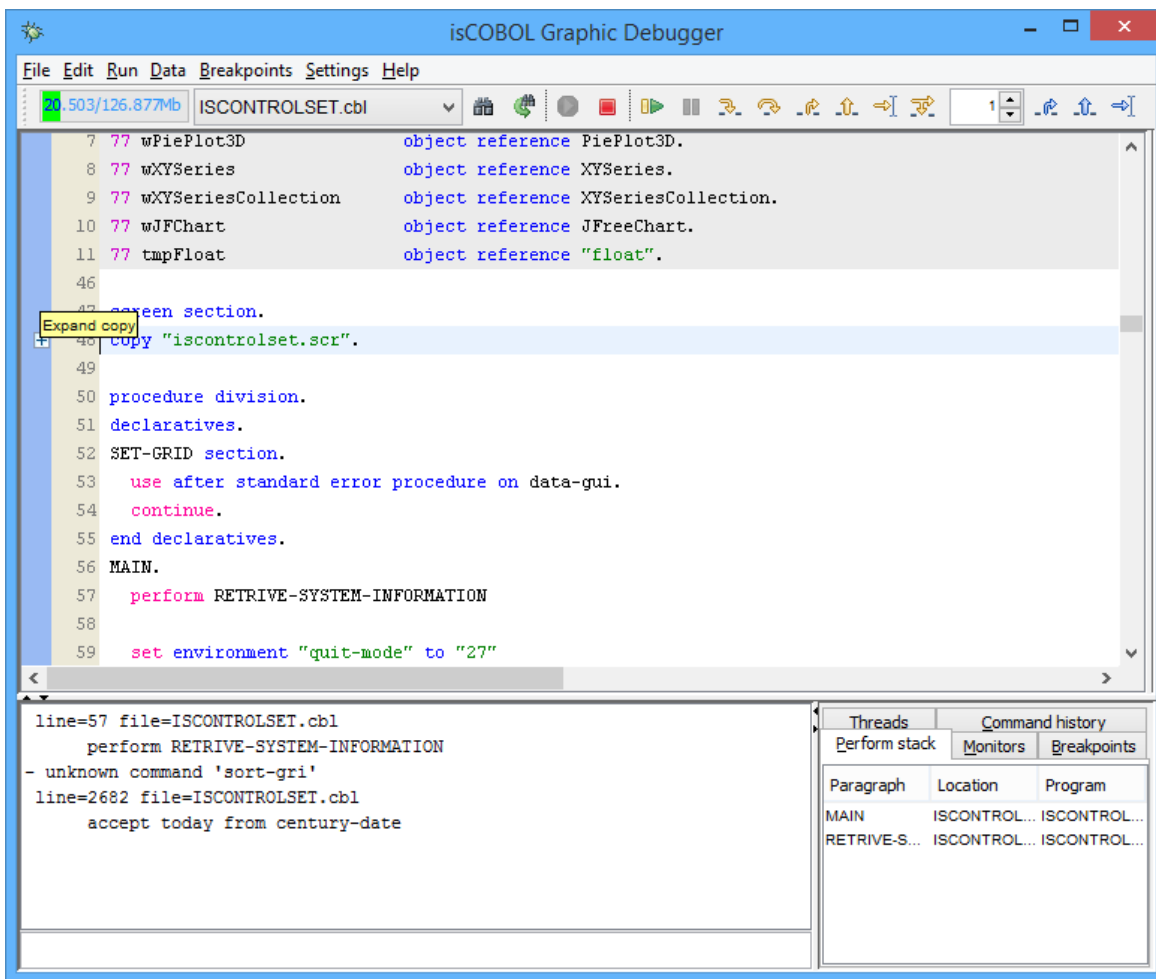 isCOBOL Graphic Debugger
File Edit Run Data Breakpoints Settings Help
20.503/126.877Mb ISCONTROLSET.cbl 1
7 77 wPiePlot3D object reference PiePlot3D.
8 77 wXYSeries object reference XYSeries.
9 77 wXYSeriesCollection object reference XYSeriesCollection.
10 77 wJFChart object reference JFreeChart.
11 77 tmpFloat object reference "float".
46
47 screen section.
Expand copy
48 copy "iscontrolset.scr".
49
50 procedure division.
51 declaratives.
52 SET-GRID section.
53 use after standard error procedure on data-gui.
54 continue.
55 end declaratives.
56 MAIN.
57 perform RETRIVE-SYSTEM-INFORMATION
58
59 set environment "quit-mode" to "27"
line=57 file=ISCONTROLSET.cbl
perform RETRIVE-SYSTEM-INFORMATION
- unknown command 'sort-gri'
line=2682 file=ISCONTROLSET.cbl
accept today from century-date
Threads Command history
Perform stack Monitors Breakpoints
Paragraph Location Program
MAIN ISCONTROL... ISCONTROL...
RETRIVE-S... ISCONTROL... ISCONTROL...